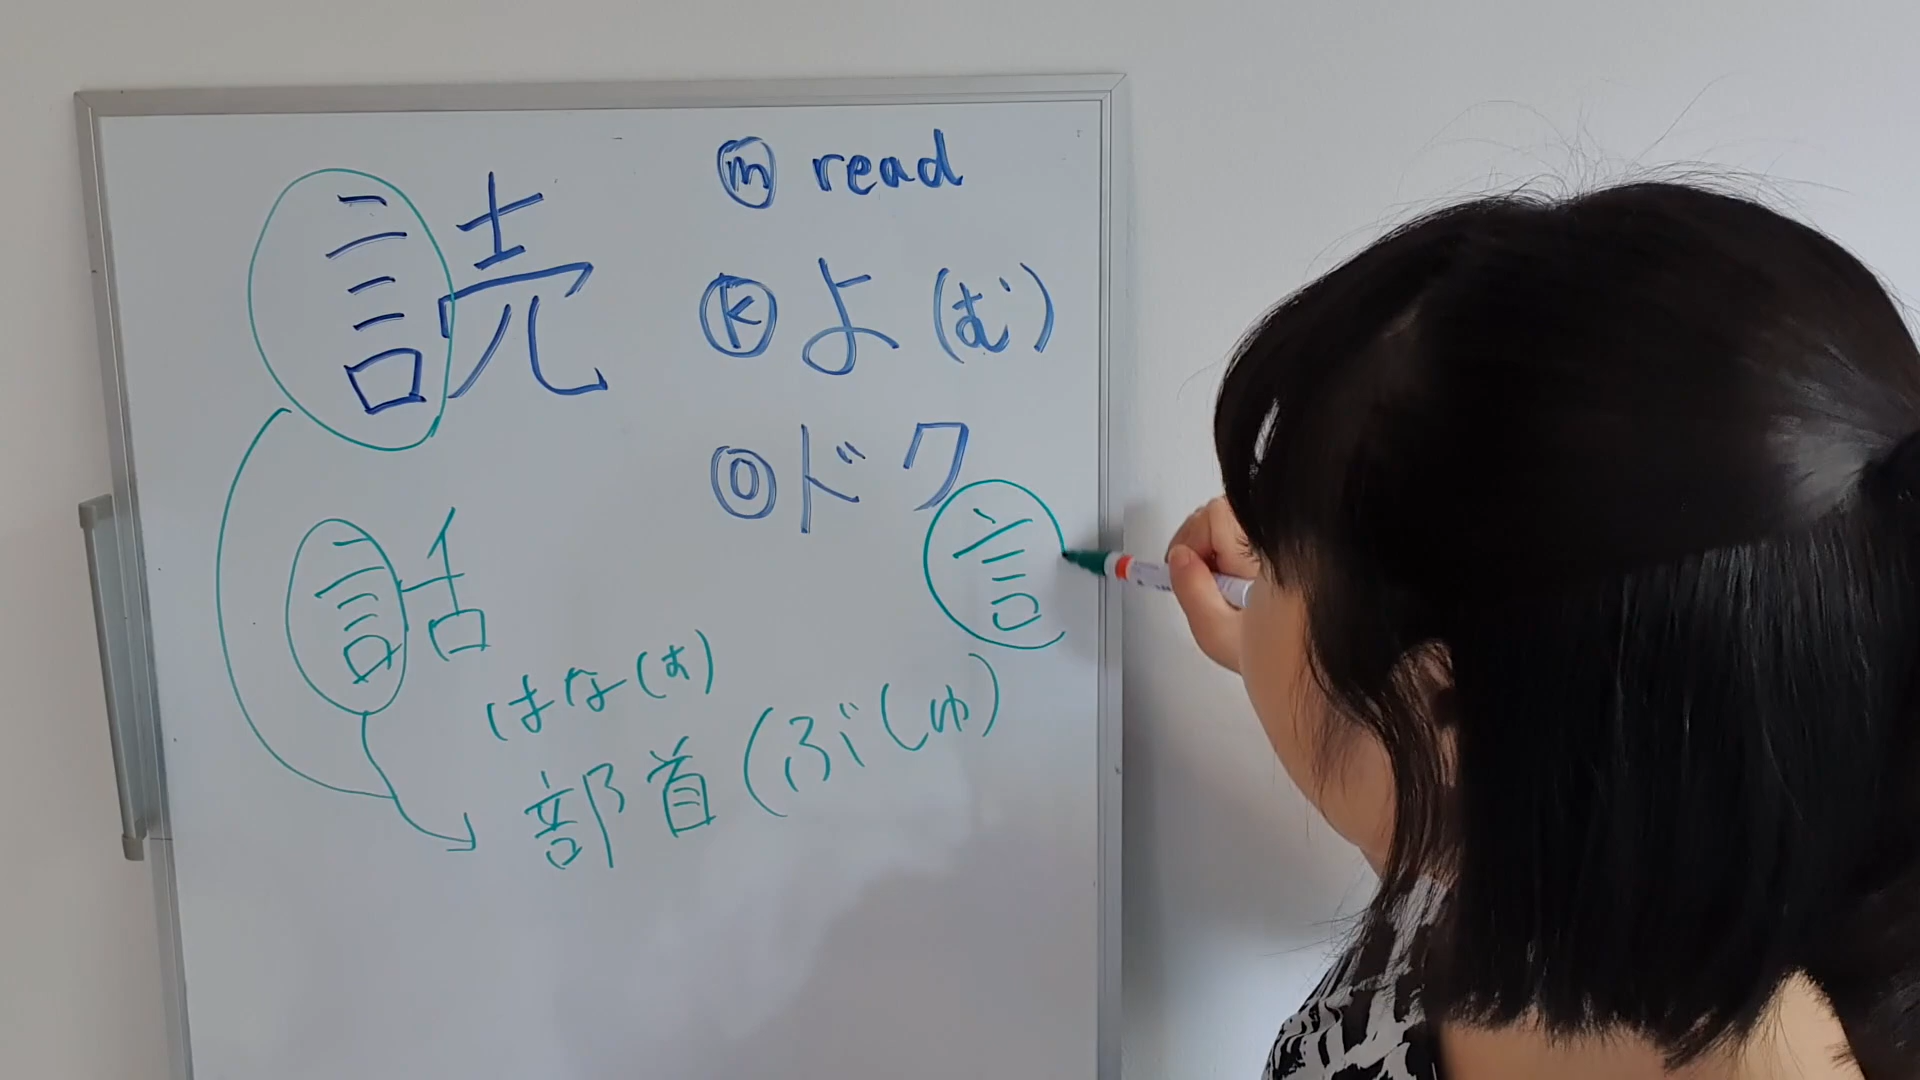 読
m read
K よ(む)
O ドク
言
話
はな(す)
部首(ぶしゅ)